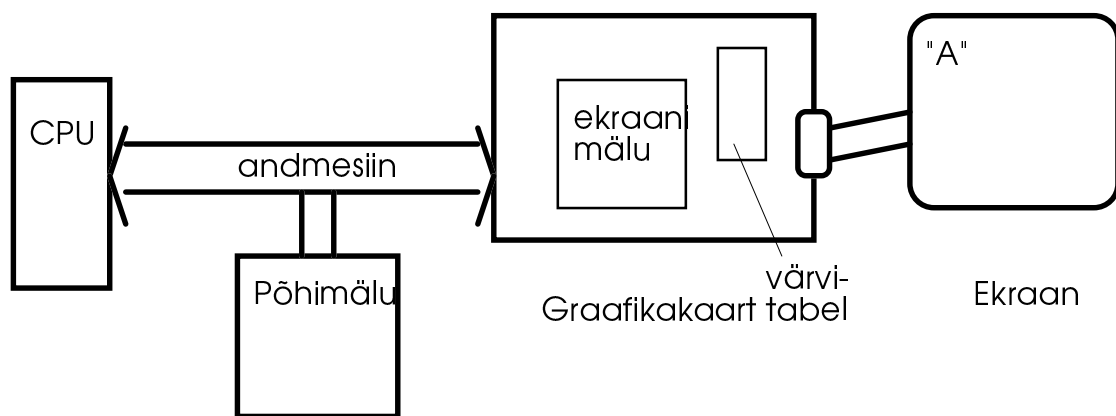 "A"
CPU
ekraani
mälu
andmesiin
Põhimälu
värvi-
Graafikakaart tabel
Ekraan